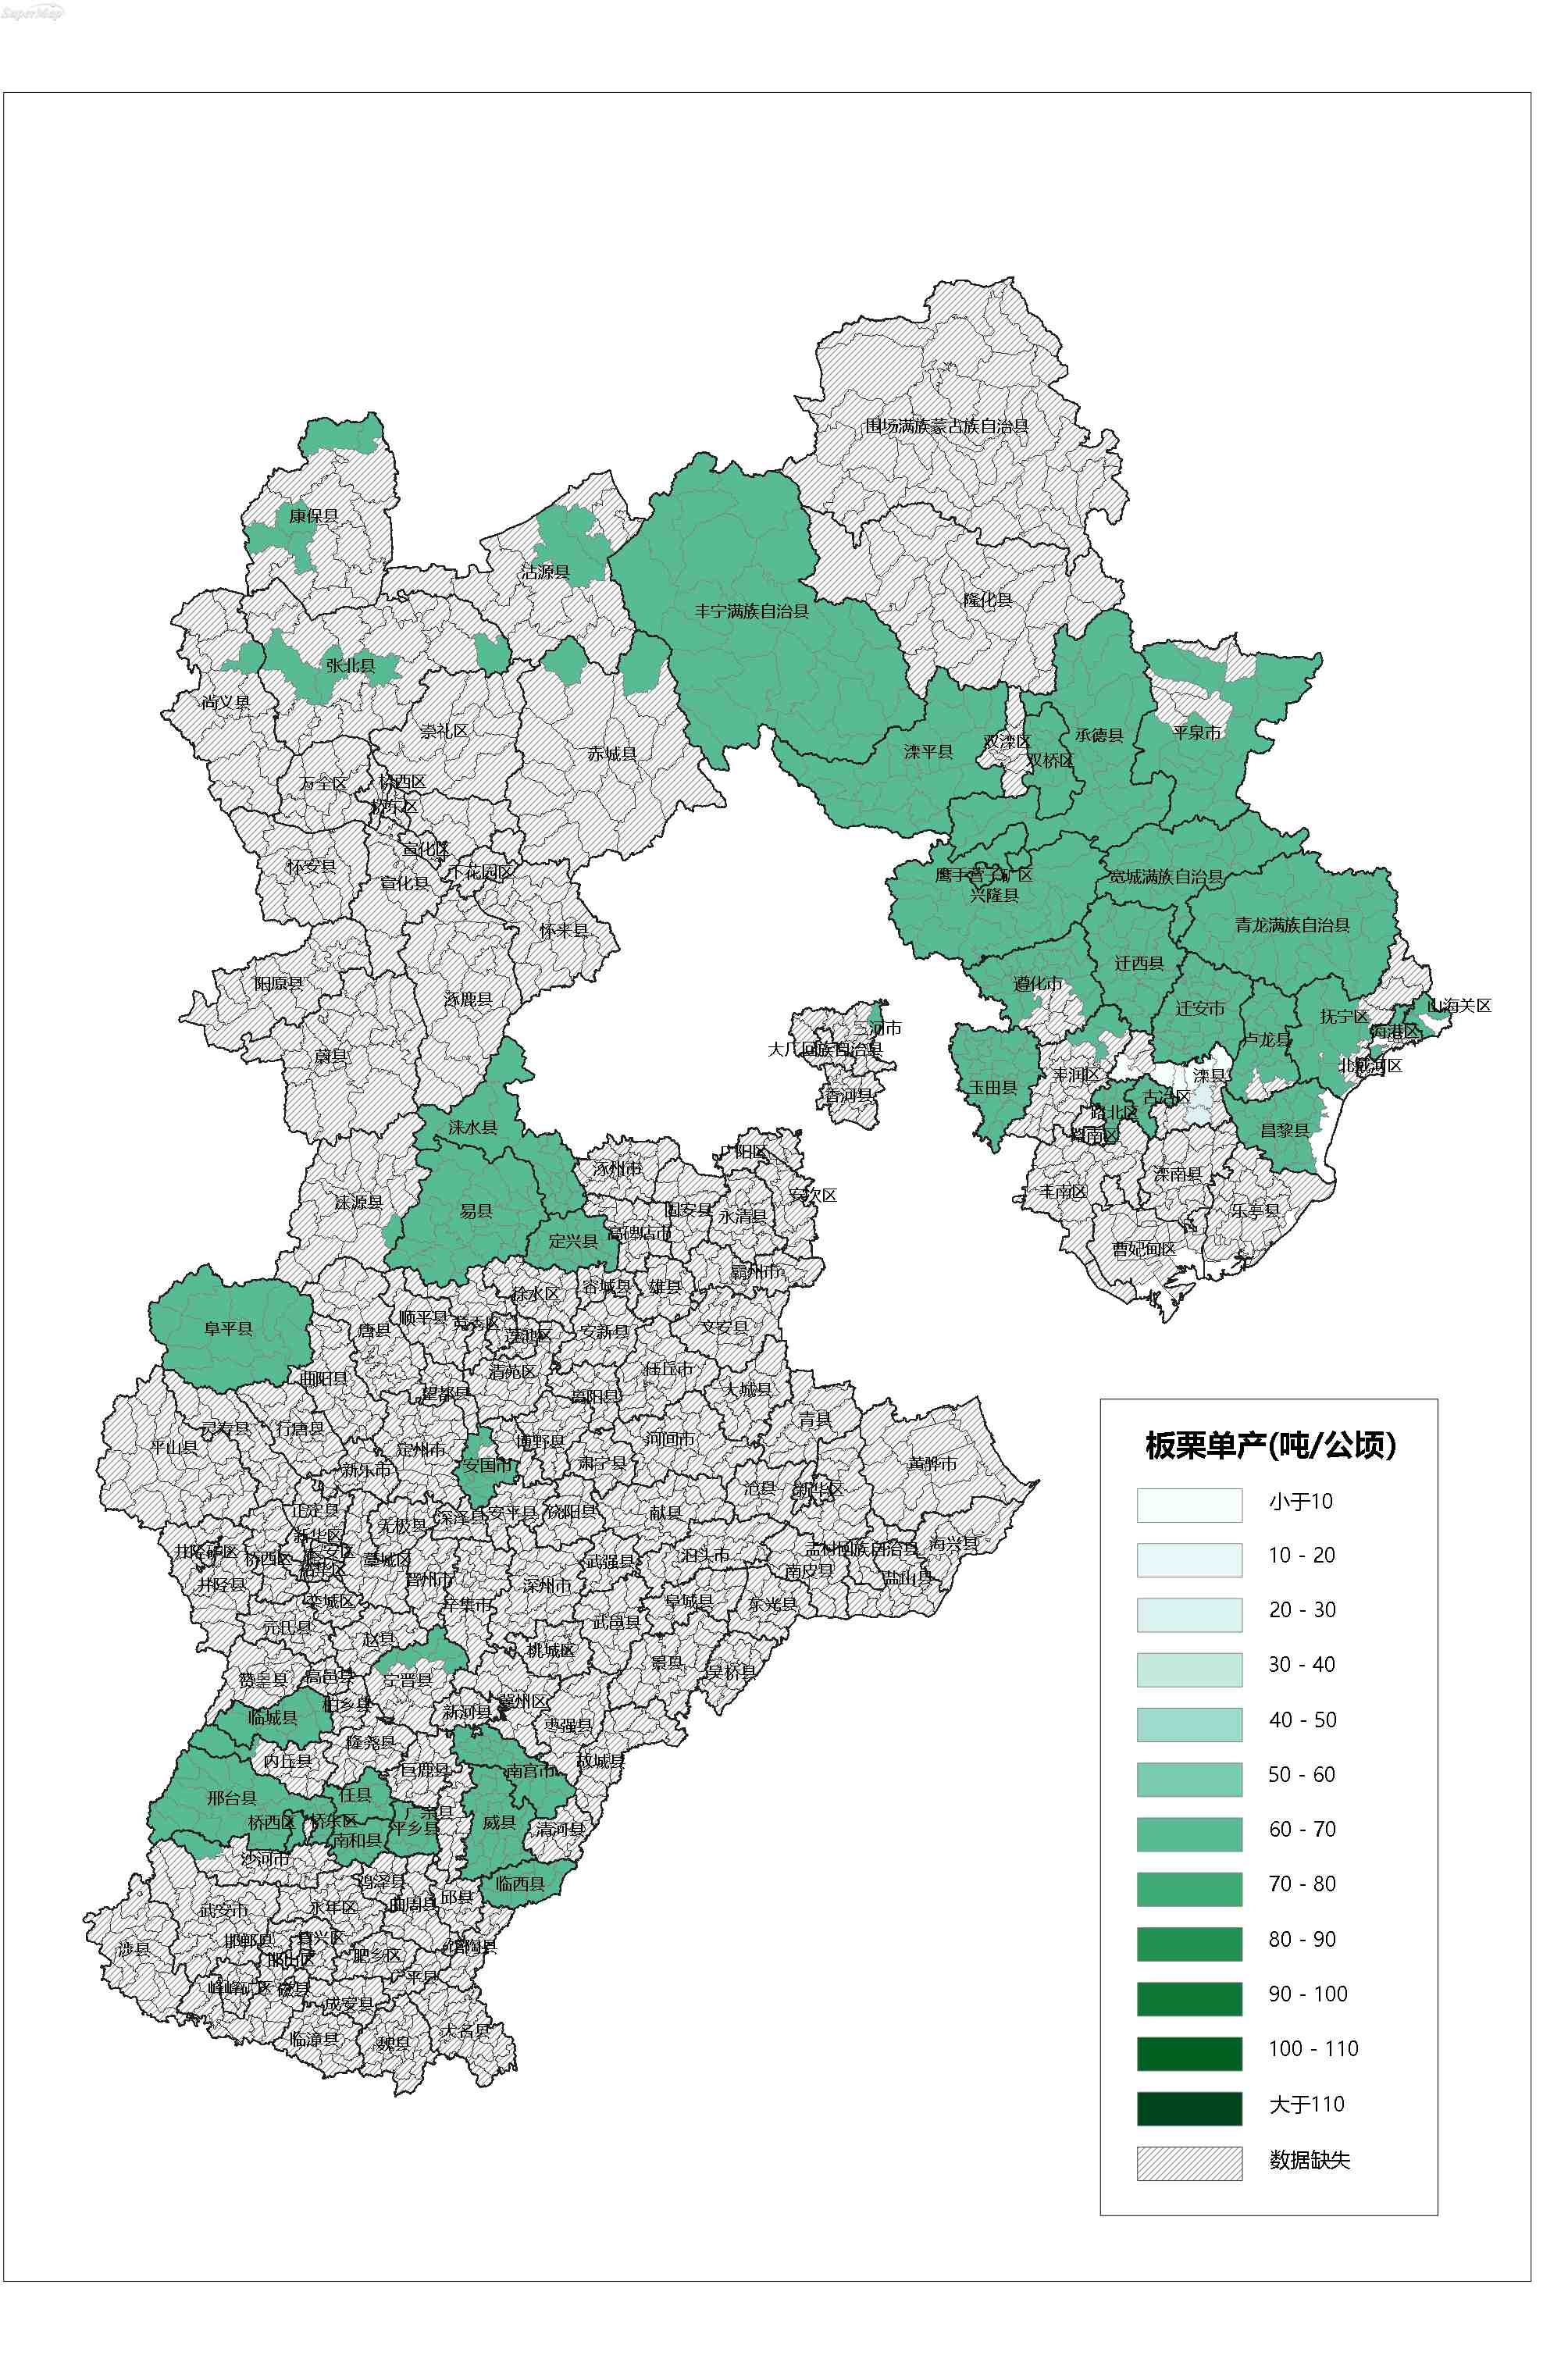 SuperMap
围场满族蒙古族自治县
康保县
沽源县
丰宁满族自治县
隆化县
张北县
尚义县
崇礼区
赤城县
滦平县
双滦区
双桥区
承德县
平泉市
万全区
桥西区
桥东区
宣化区
怀安县
宣化县
下花园区
鹰手营子矿区
兴隆县
宽城满族自治县
怀来县
青龙满族自治县
阳原县
涿鹿县
遵化市
迁西县
迁安市
抚宁区
山海关区
海港区
蔚县
三河市
大厂回族自治县
香河县
卢龙县
北戴河区
玉田县
丰润区
滦县
古冶区
路北区
路南区
昌黎县
涞水县
涿州市
广阳区
安次区
涞源县
易县
定兴县
高碑店市
固安县
永清县
丰南区
滦南县
乐亭县
曹妃甸区
霸州市
徐水区
容城县
雄县
阜平县
唐县
顺平县
满城区
莲池区
安新县
文安县
曲阳县
望都县
清苑区
高阳县
任丘市
大城县
灵寿县
行唐县
平山县
定州市
新乐市
安国市
博野县
肃宁县
河间市
青县
黄骅市
沧县
新华区
正定县
新华区
长安区
桥西区
裕华区
井陉矿区
井陉县
无极县
深泽县
安平县
饶阳县
献县
藁城区
晋州市
辛集市
深州市
武强县
泊头市
孟村回族自治县
海兴县
南皮县
盐山县
栾城区
元氏县
赵县
武邑县
阜城县
东光县
桃城区
景县
吴桥县
赞皇县
高邑县
宁晋县
柏乡县
新河县
冀州区
枣强县
临城县
隆尧县
内丘县
巨鹿县
南宫市
故城县
邢台县
任县
桥西区
桥东区
南和县
广宗县
平乡县
威县
清河县
沙河市
临西县
鸡泽县
武安市
永年区
曲周县
邱县
涉县
邯郸县
复兴区
邯山区
肥乡区
馆陶县
峰峰矿区
磁县
广平县
成安县
临漳县
魏县
大名县
板栗单产(吨/公顷)
小于10
10 - 20
20 - 30
30 - 40
40 - 50
50 - 60
60 - 70
70 - 80
80 - 90
90 - 100
100 - 110
大于110
数据缺失